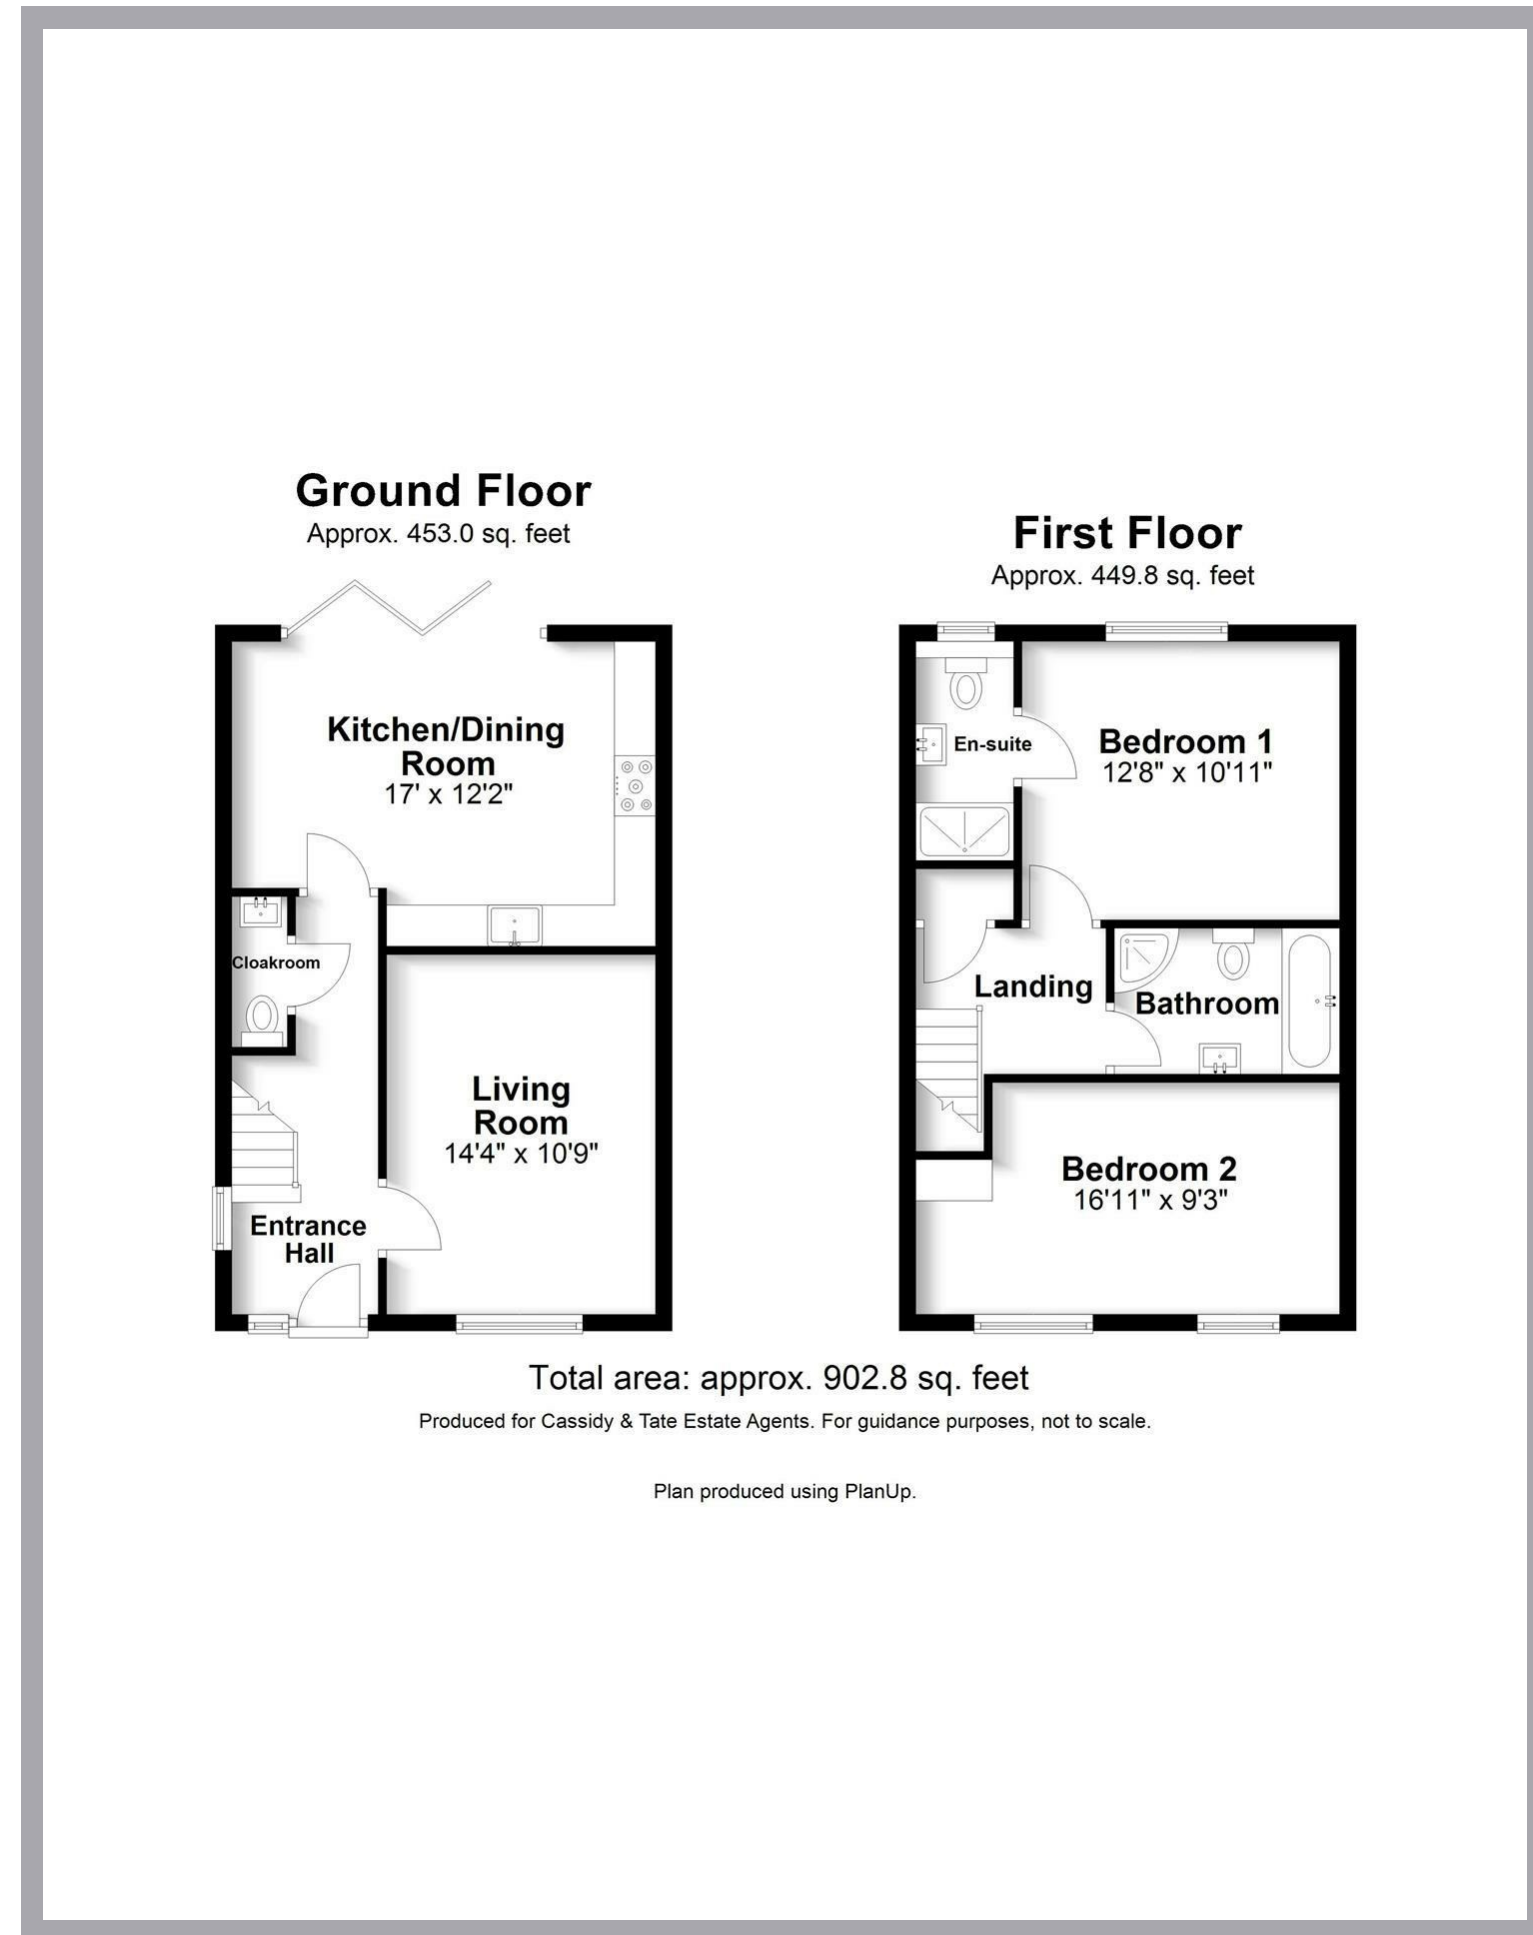 Ground Floor
Approx. 453.0 sq. feet
Kitchen/Dining
Room
17' x 12'2"
Cloakroom
Living
Room
14'4" x 10'9"
Entrance
Hall
First Floor
Approx. 449.8 sq. feet
En-suite
Bedroom 1
12'8" x 10'11"
Landing
Bathroom
Bedroom 2
16'11" x 9'3"
Total area: approx. 902.8 sq. feet
Produced for Cassidy & Tate Estate Agents. For guidance purposes, not to scale.
Plan produced using PlanUp.